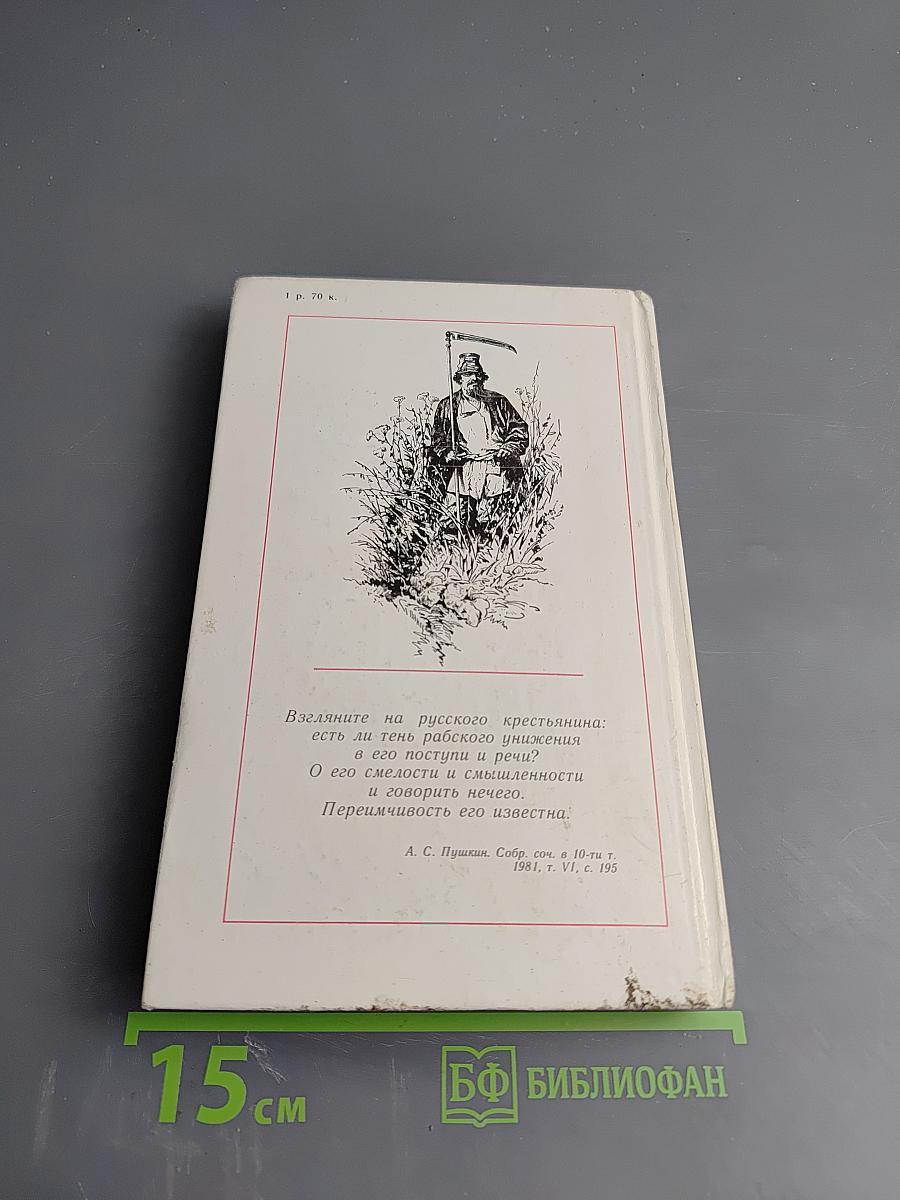 1 р. 70 к.
Взгляните на русского крестьянина:
есть ли тень рабского унижения
в его поступи и речи?
О его смелости и смышленности
и говорить нечего.
Переимчивость его известна.
А. С. Пушкин. Собр. соч. в 10-ти т.
1981, т. VI, с. 195
15 см
БФ БИБЛИОФАН